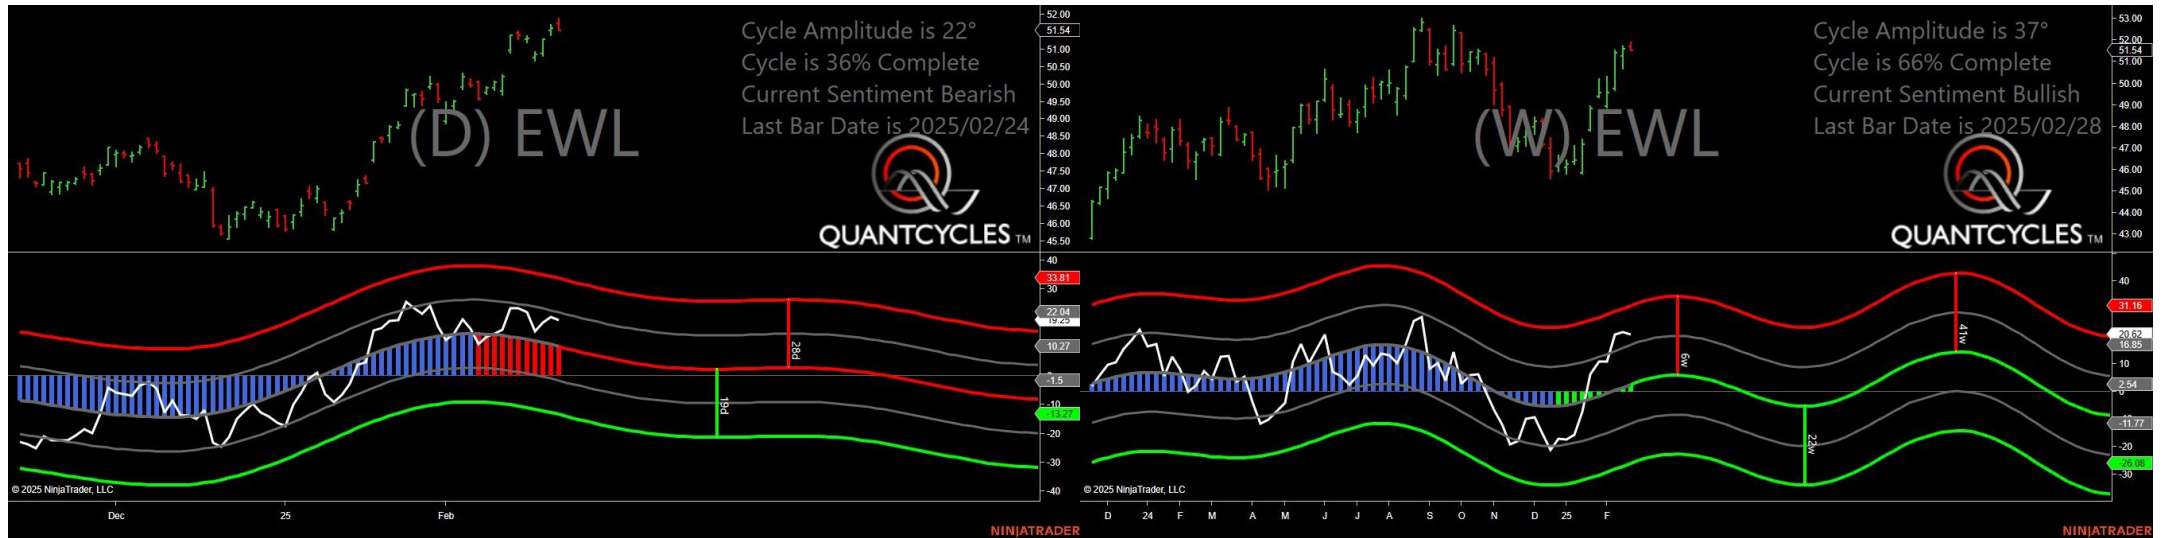 Cycle Amplitude is 22°
Cycle is 36% Complete
Current Sentiment Bearish
Last Bar Date is 2025/02/24
(D) EWL
QUANTCYCLES TM
52.00
51.54
51.00
50.50
50.00
49.50
49.00
48.50
48.00
47.50
47.00
46.50
46.00
45.50
40
33.81
30
22.04
19.25
10.27
0
-1.5
-10
-13.27
-20
-30
-40
28d
19d
© 2025 NinjaTrader, LLC
Dec 25 Feb
NINJATRADER
Cycle Amplitude is 37°
Cycle is 66% Complete
Current Sentiment Bullish
Last Bar Date is 2025/02/28
(W) EWL
QUANTCYCLES TM
53.00
52.00
51.54
51.00
50.00
49.00
48.00
47.00
46.00
45.00
44.00
43.00
40
31.16
20.62
16.85
10
2.54
0
-11.77
-20
-26.08
-30
6w
22w
41w
© 2025 NinjaTrader, LLC
D 24 F M A M J J A S O N D 25 F
NINJATRADER